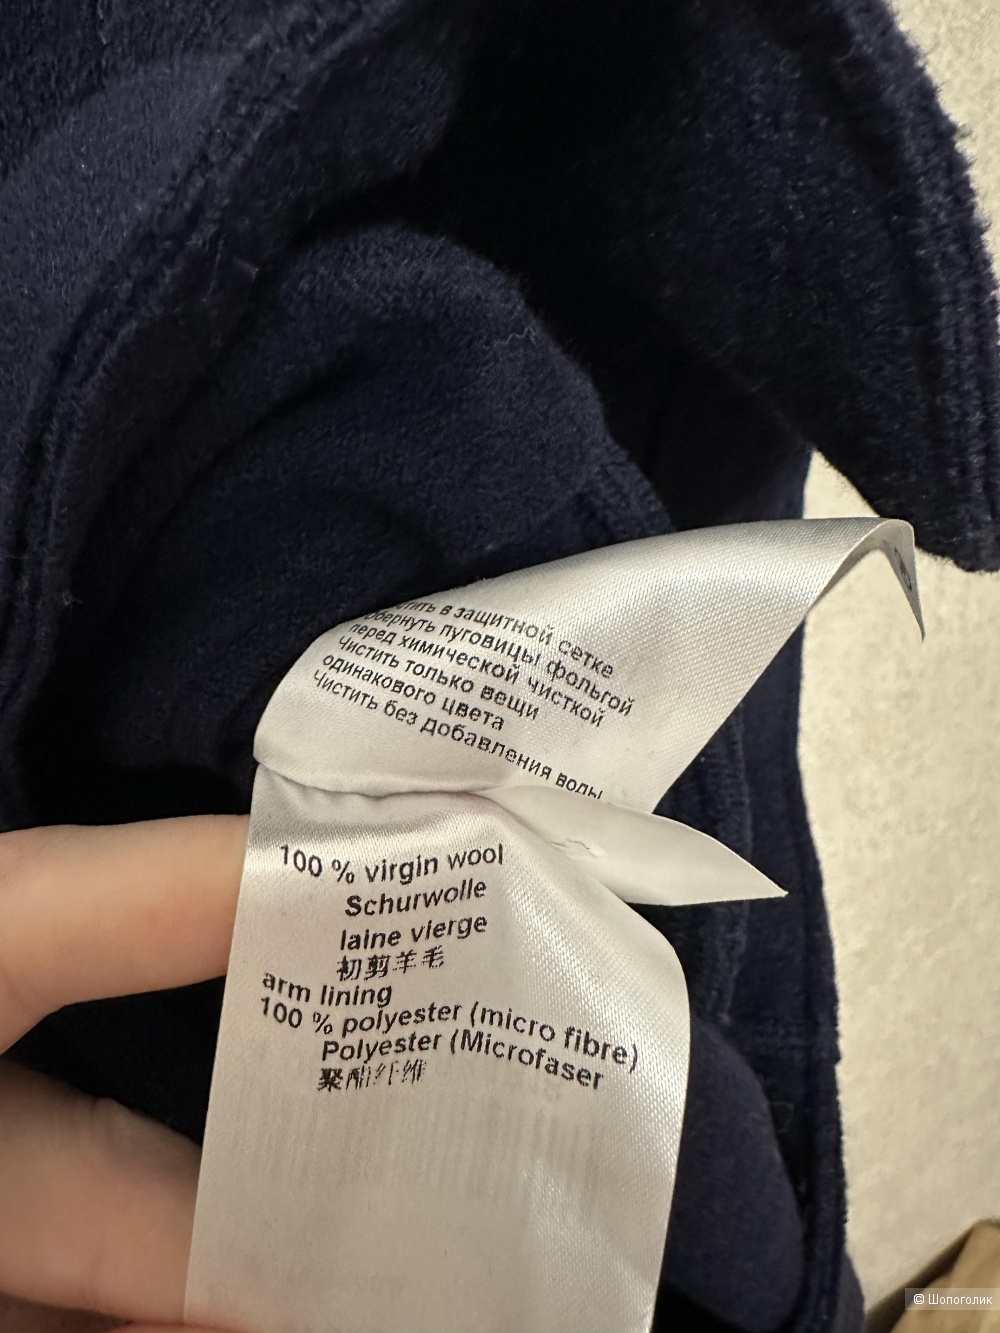 в защитной сетке
обернуть пуговицы фольгой
перед химической чисткой
Чистить только вещи
одинакового цвета
Чистить без добавления воды
100 % virgin wool
Schurwolle
laine vierge
初剪羊毛
arm lining
100 % polyester (micro fibre)
Polyester (Microfaser
聚酯纤维
© Шопоголик